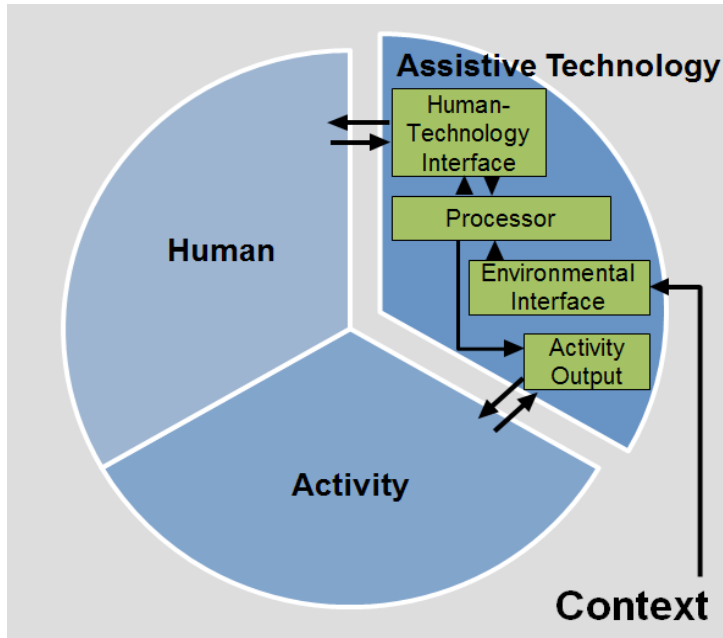 Assistive Technology
Human-
Technology
Interface
Processor
Human
Environmental
Interface
Activity
Output
Activity
Context